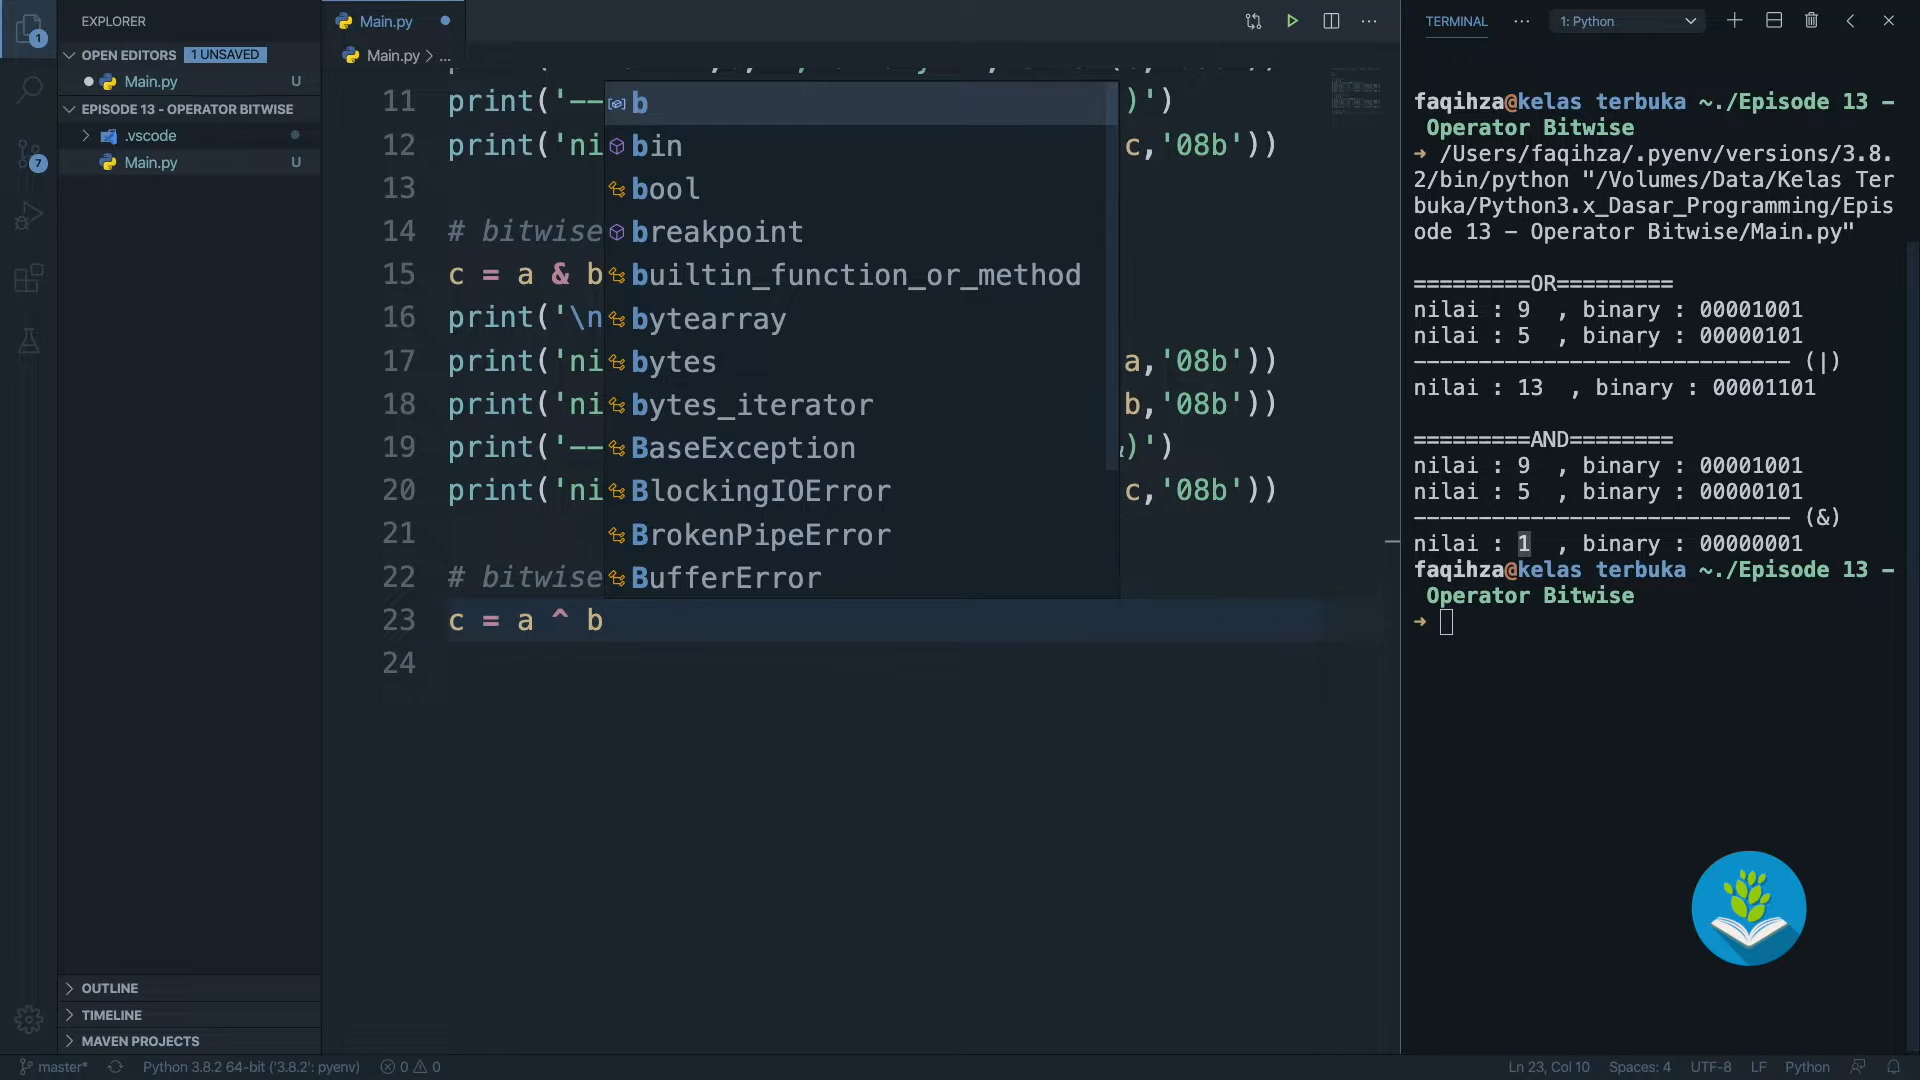 EXPLORER
OPEN EDITORS 1 UNSAVED
Main.py U
EPISODE 13 - OPERATOR BITWISE
.vscode
Main.py U
OUTLINE
TIMELINE
MAVEN PROJECTS
1
7
Main.py
Main.py > ...
11 print('-- )')
12 print('ni c,'08b'))
13
14 # bitwise
15 c = a & b
16 print('\n
17 print('ni a,'08b'))
18 print('ni b,'08b'))
19 print('-- )')
20 print('ni c,'08b'))
21
22 # bitwise
23 c = a ^ b
24
b
bin
bool
breakpoint
builtin_function_or_method
bytearray
bytes
bytes_iterator
BaseException
BlockingIOError
BrokenPipeError
BufferError
TERMINAL ... 1: Python
faqihza@kelas terbuka ~./Episode 13 –
Operator Bitwise
➜ /Users/faqihza/.pyenv/versions/3.8.
2/bin/python "/Volumes/Data/Kelas Ter
buka/Python3.x_Dasar_Programming/Epis
ode 13 – Operator Bitwise/Main.py"
=========OR=========
nilai : 9 , binary : 00001001
nilai : 5 , binary : 00000101
----------------------------- (|)
nilai : 13 , binary : 00001101
=========AND========
nilai : 9 , binary : 00001001
nilai : 5 , binary : 00000101
----------------------------- (&)
nilai : 1 , binary : 00000001
faqihza@kelas terbuka ~./Episode 13 –
Operator Bitwise
➜
master* Python 3.8.2 64-bit ('3.8.2': pyenv) 0 0 Ln 23, Col 10 Spaces: 4 UTF-8 LF Python